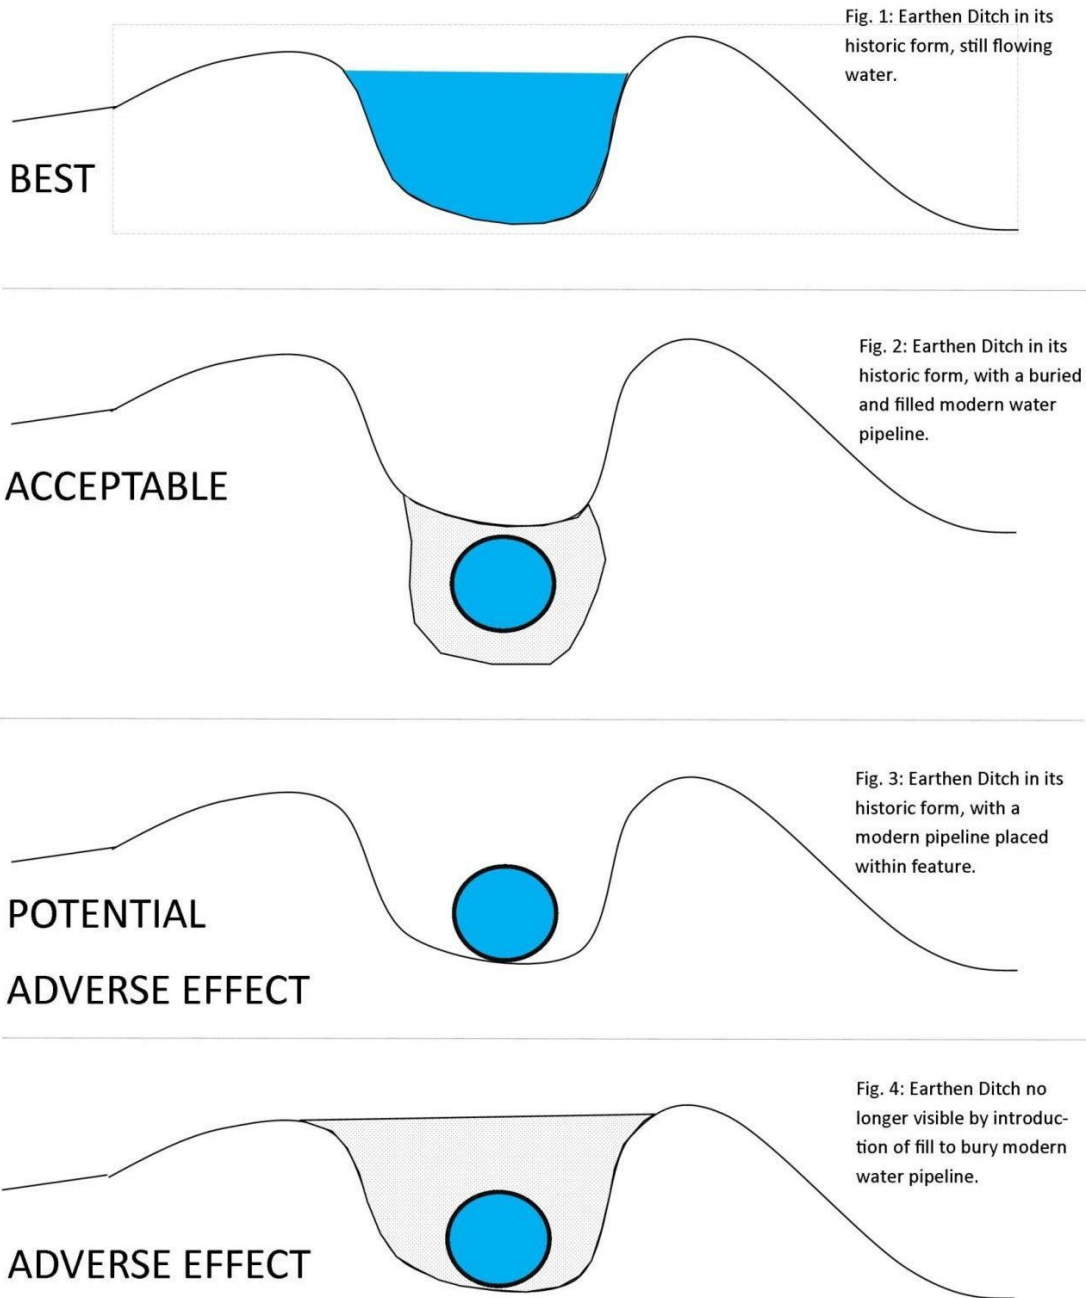 Fig. 1: Earthen Ditch in its
historic form, still flowing
water.
BEST
Fig. 2: Earthen Ditch in its
historic form, with a buried
and filled modern water
pipeline.
ACCEPTABLE
Fig. 3: Earthen Ditch in its
historic form, with a
modern pipeline placed
within feature.
POTENTIAL
ADVERSE EFFECT
Fig. 4: Earthen Ditch no
longer visible by introduc-
tion of fill to bury modern
water pipeline.
ADVERSE EFFECT